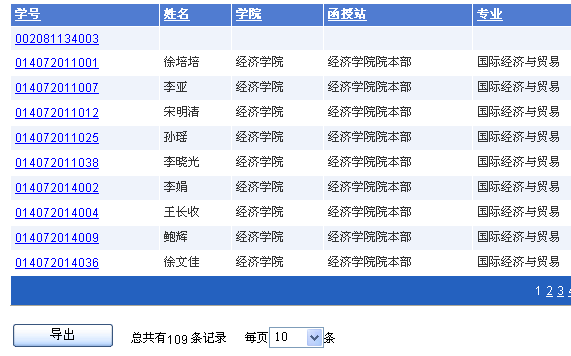 学号 姓名 学院 函授站 专业
002081134003
014072011001 徐培培 经济学院 经济学院院本部 国际经济与贸易
014072011007 李亚 经济学院 经济学院院本部 国际经济与贸易
014072011012 宋明清 经济学院 经济学院院本部 国际经济与贸易
014072011025 孙瑶 经济学院 经济学院院本部 国际经济与贸易
014072011038 李晓光 经济学院 经济学院院本部 国际经济与贸易
014072014002 李娟 经济学院 经济学院院本部 国际经济与贸易
014072014004 王长收 经济学院 经济学院院本部 国际经济与贸易
014072014009 鲍辉 经济学院 经济学院院本部 国际经济与贸易
014072014036 徐文佳 经济学院 经济学院院本部 国际经济与贸易
1 2 3
导出 总共有109条记录 每页 10 条